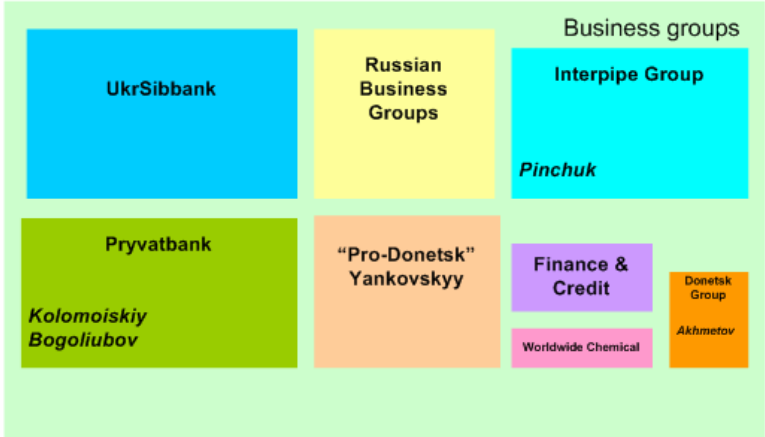 Business groups
UkrSibbank
Russian
Business
Groups
Interpipe Group
Pinchuk
Pryvatbank
Kolomoiskiy
Bogoliubov
“Pro-Donetsk”
Yankovskyy
Finance &
Credit
Worldwide Chemical
Donetsk
Group
Akhmetov